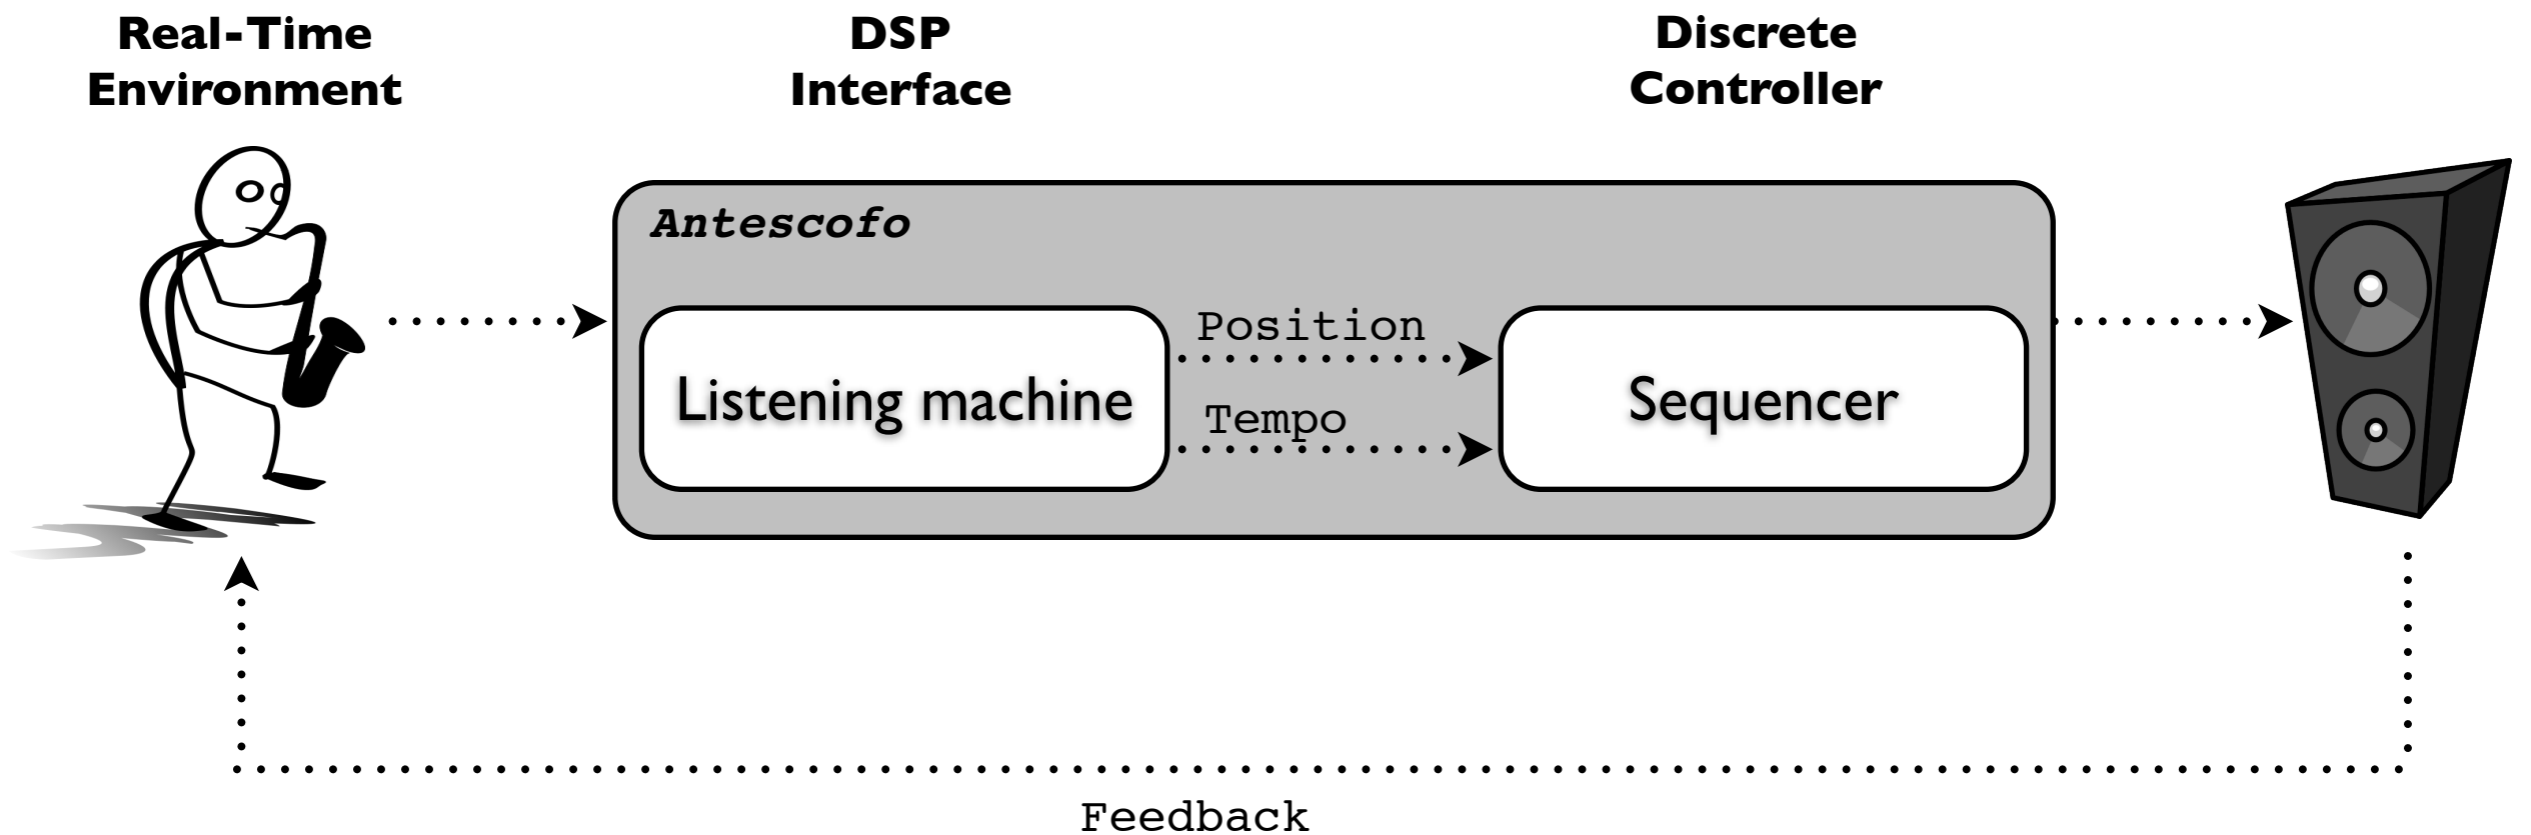 Real-Time
Environment
DSP
Interface
Discrete
Controller
Antescofo
Listening machine
Position
Tempo
Sequencer
Feedback